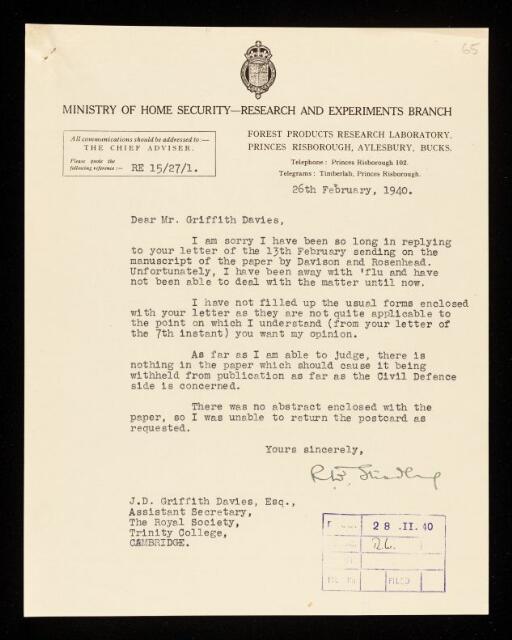 65
MINISTRY OF HOME SECURITY—RESEARCH AND EXPERIMENTS BRANCH
All communications should be addressed to :—
THE CHIEF ADVISER.
Please quote the
following reference :— RE 15/27/1.
FOREST PRODUCTS RESEARCH LABORATORY,
PRINCES RISBOROUGH, AYLESBURY, BUCKS.
Telephone : Princes Risborough 102.
Telegrams : Timberlab, Princes Risborough.
26th February, 1940.
Dear Mr. Griffith Davies,
I am sorry I have been so long in replying
to your letter of the 13th February sending on the
manuscript of the paper by Davison and Rosenhead.
Unfortunately, I have been away with 'flu and have
not been able to deal with the matter until now.
I have not filled up the usual forms enclosed
with your letter as they are not quite applicable to
the point on which I understand (from your letter of
the 7th instant) you want my opinion.
As far as I am able to judge, there is
nothing in the paper which should cause it being
withheld from publication as far as the Civil Defence
side is concerned.
There was no abstract enclosed with the
paper, so I was unable to return the postcard as
requested.
Yours sincerely,
J.D. Griffith Davies, Esq.,
Assistant Secretary,
The Royal Society,
Trinity College,
CAMBRIDGE.
28 .II. 40
FILED